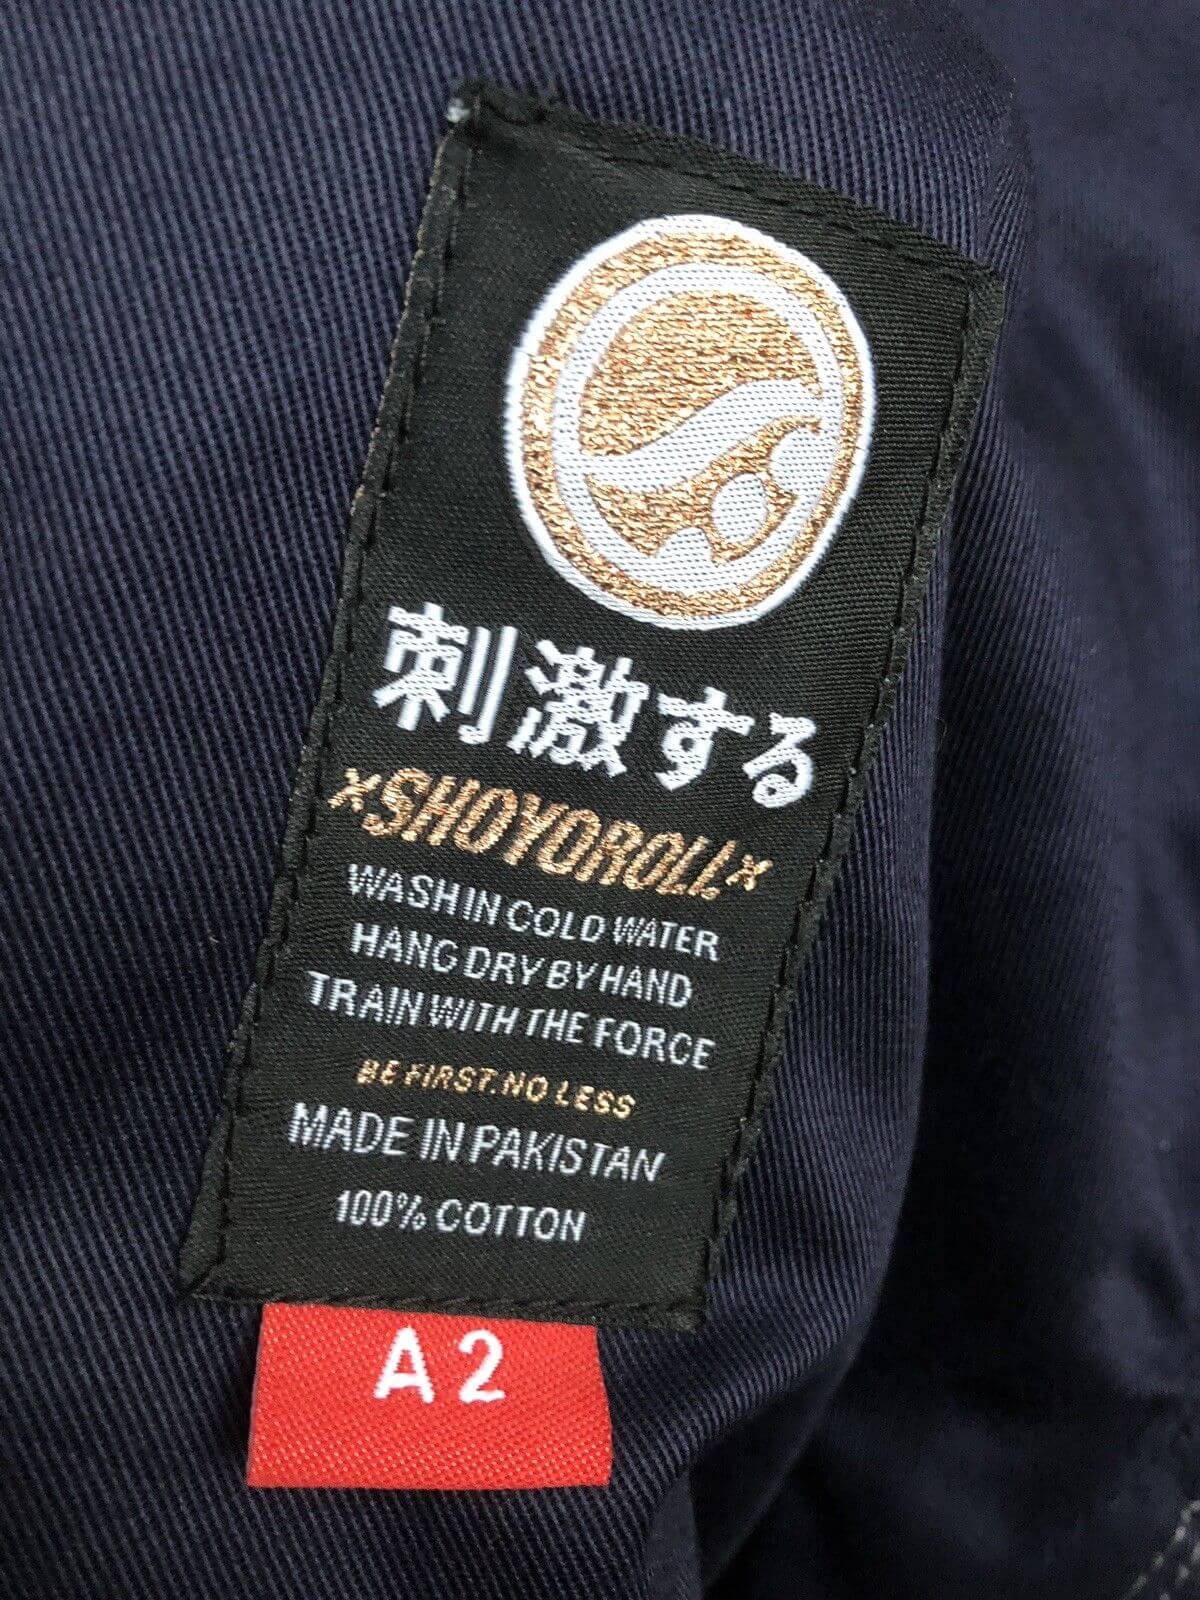 刺激する
×SHOYOROLL×
WASH IN COLD WATER
HANG DRY BY HAND
TRAIN WITH THE FORCE
BE FIRST. NO LESS
MADE IN PAKISTAN
100% COTTON
A2